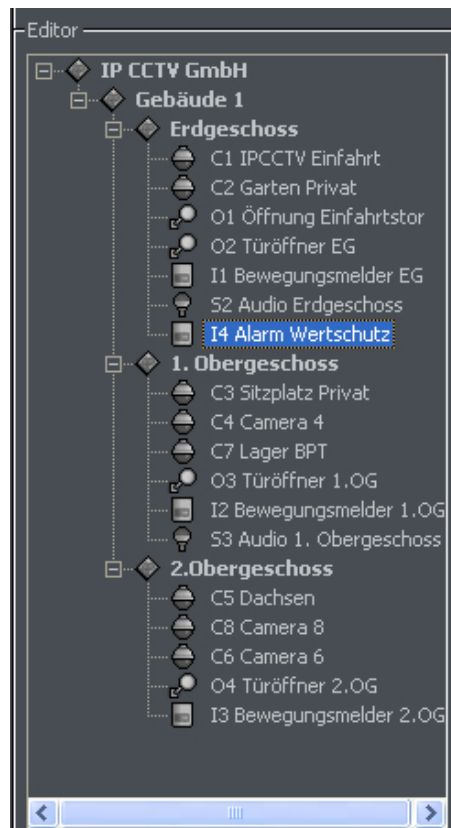 Editor
IP CCTV GmbH
Gebäude 1
Erdgeschoss
C1 IPCCTV Einfahrt
C2 Garten Privat
O1 Öffnung Einfahrtstor
O2 Türöffner EG
I1 Bewegungsmelder EG
S2 Audio Erdgeschoss
I4 Alarm Wertschutz
1. Obergeschoss
C3 Sitzplatz Privat
C4 Camera 4
C7 Lager BPT
O3 Türöffner 1.OG
I2 Bewegungsmelder 1.OG
S3 Audio 1. Obergeschoss
2.Obergeschoss
C5 Dachsen
C8 Camera 8
C6 Camera 6
O4 Türöffner 2.OG
I3 Bewegungsmelder 2.OG